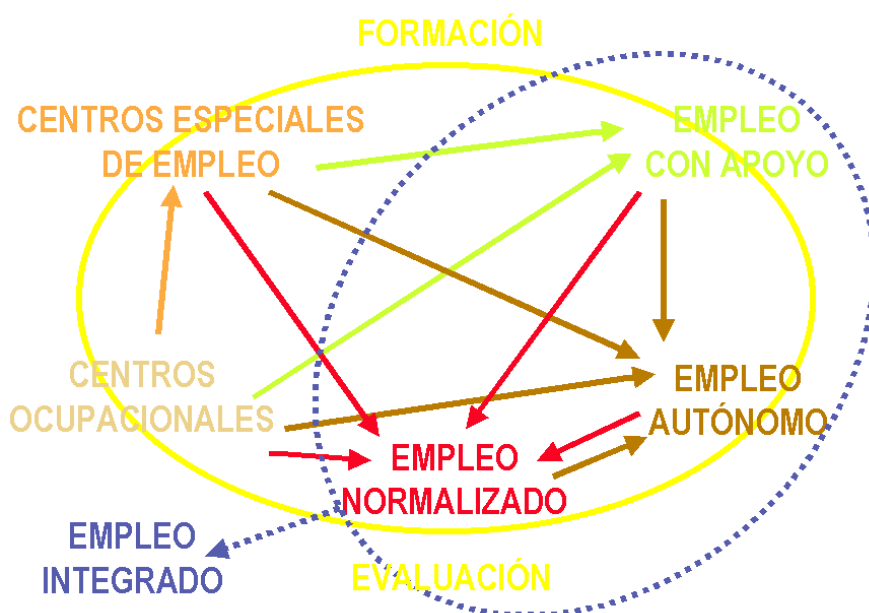 FORMACIÓN
CENTROS ESPECIALES
DE EMPLEO
EMPLEO
CON APOYO
CENTROS
OCUPACIONALES
EMPLEO
AUTÓNOMO
EMPLEO
NORMALIZADO
EMPLEO
INTEGRADO
EVALUACIÓN